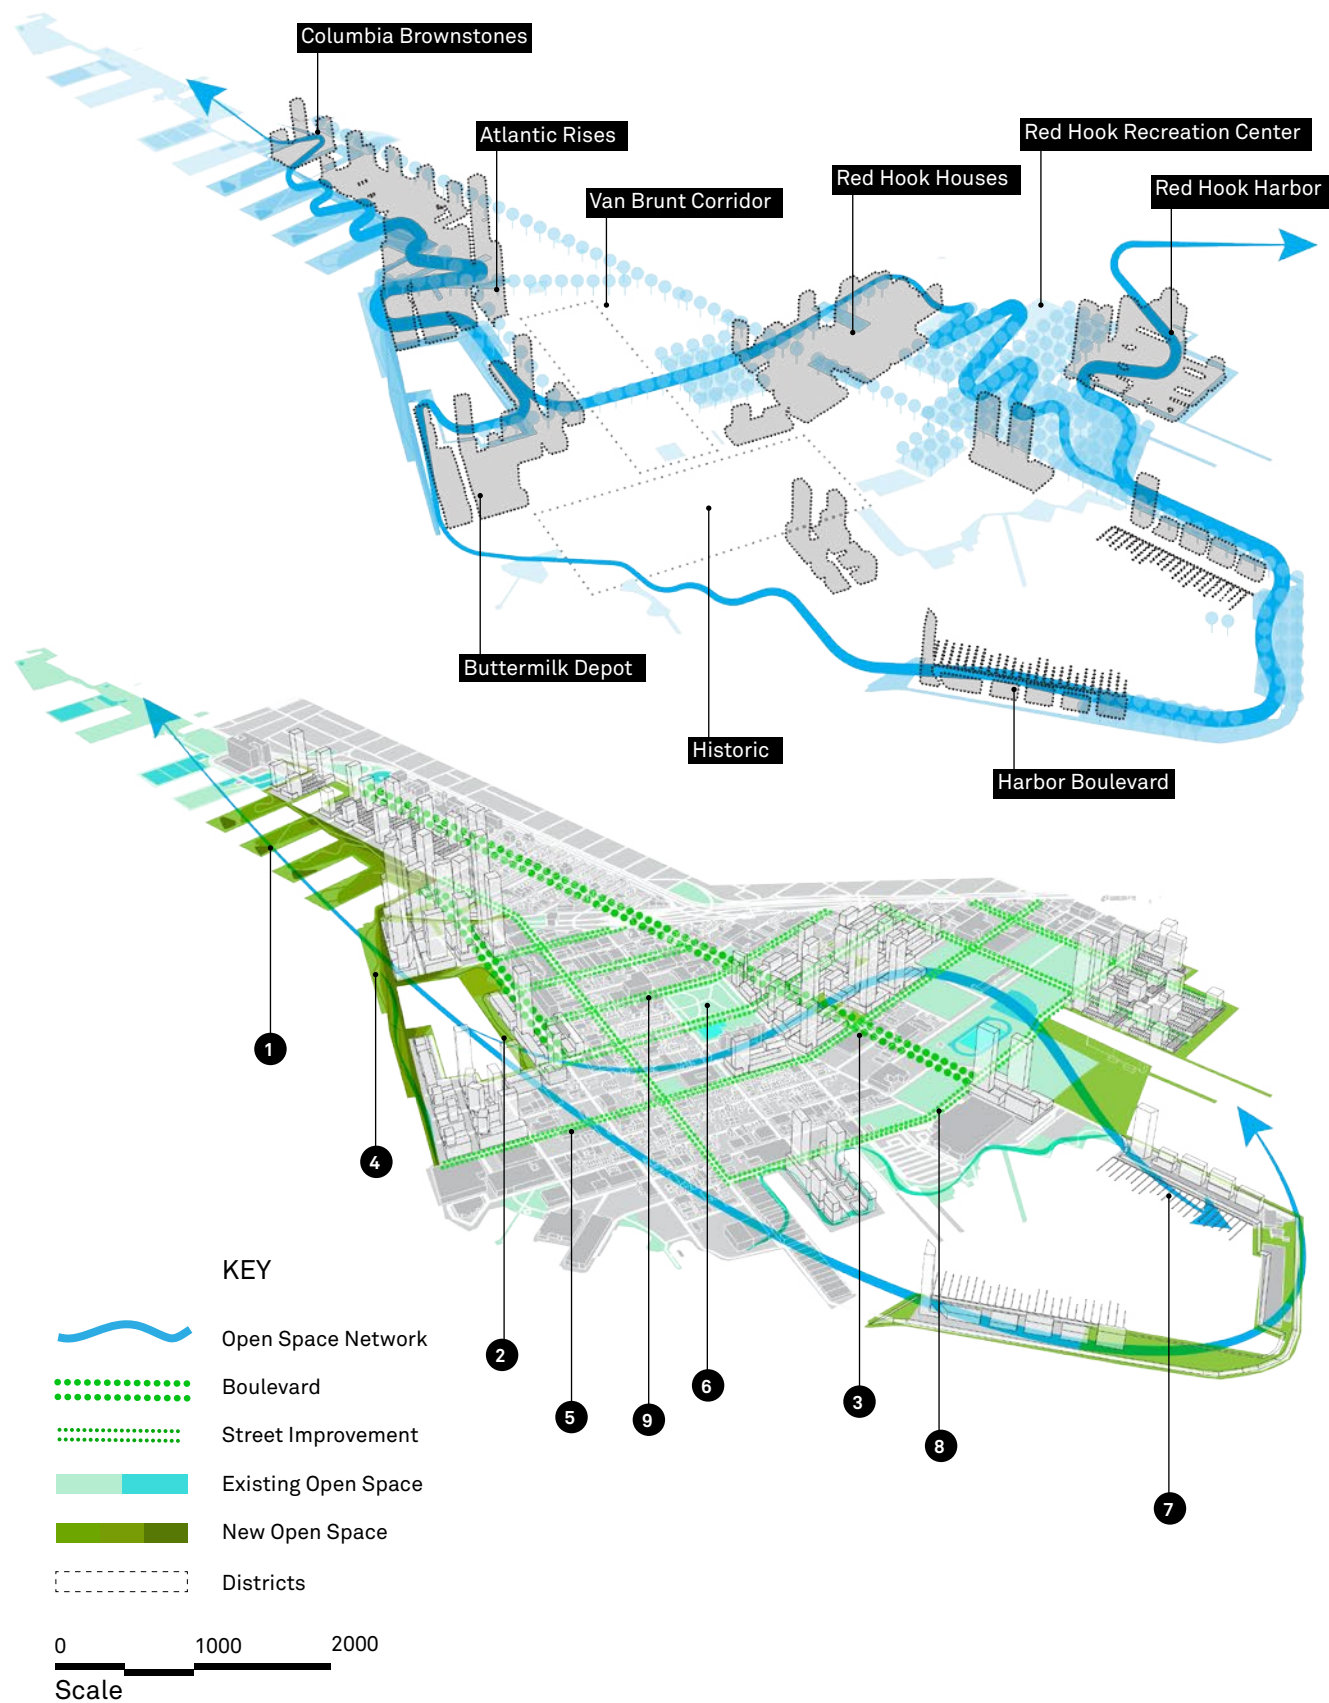 Columbia Brownstones
Atlantic Rises
Van Brunt Corridor
Red Hook Houses
Red Hook Recreation Center
Red Hook Harbor
Buttermilk Depot
Historic
Harbor Boulevard
1
4
2
5
9
6
3
8
7
KEY
Open Space Network
Boulevard
Street Improvement
Existing Open Space
New Open Space
Districts
0 1000 2000
Scale